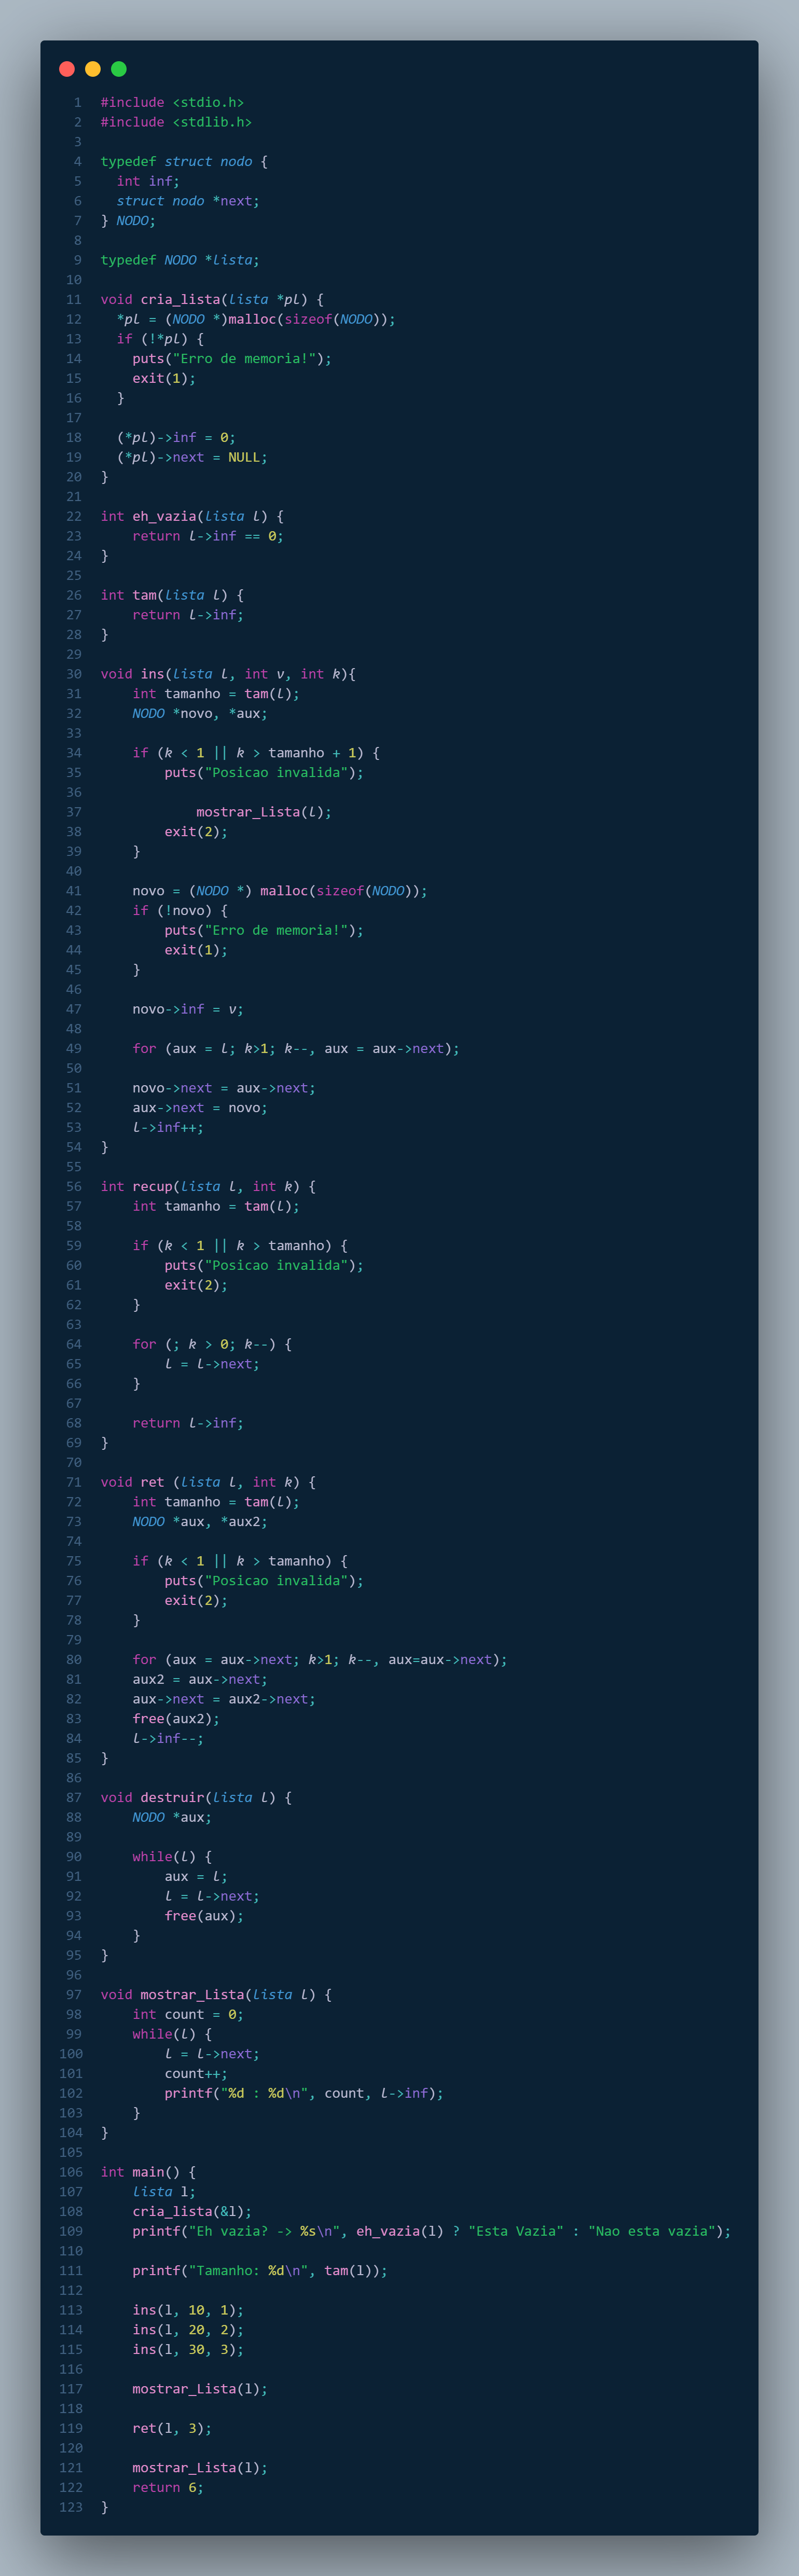 1 #include <stdio.h>
2 #include <stdlib.h>
3
4 typedef struct nodo {
5   int inf;
6   struct nodo *next;
7 } NODO;
8
9 typedef NODO *lista;
10
11 void cria_lista(lista *pl) {
12   *pl = (NODO *)malloc(sizeof(NODO));
13   if (!*pl) {
14     puts("Erro de memoria!");
15     exit(1);
16   }
17
18   (*pl)->inf = 0;
19   (*pl)->next = NULL;
20 }
21
22 int eh_vazia(lista l) {
23     return l->inf == 0;
24 }
25
26 int tam(lista l) {
27     return l->inf;
28 }
29
30 void ins(lista l, int v, int k){
31     int tamanho = tam(l);
32     NODO *novo, *aux;
33
34     if (k < 1 || k > tamanho + 1) {
35         puts("Posicao invalida");
36
37             mostrar_Lista(l);
38         exit(2);
39     }
40
41     novo = (NODO *) malloc(sizeof(NODO));
42     if (!novo) {
43         puts("Erro de memoria!");
44         exit(1);
45     }
46
47     novo->inf = v;
48
49     for (aux = l; k>1; k--, aux = aux->next);
50
51     novo->next = aux->next;
52     aux->next = novo;
53     l->inf++;
54 }
55
56 int recup(lista l, int k) {
57     int tamanho = tam(l);
58
59     if (k < 1 || k > tamanho) {
60         puts("Posicao invalida");
61         exit(2);
62     }
63
64     for (; k > 0; k--) {
65         l = l->next;
66     }
67
68     return l->inf;
69 }
70
71 void ret (lista l, int k) {
72     int tamanho = tam(l);
73     NODO *aux, *aux2;
74
75     if (k < 1 || k > tamanho) {
76         puts("Posicao invalida");
77         exit(2);
78     }
79
80     for (aux = aux->next; k>1; k--, aux=aux->next);
81     aux2 = aux->next;
82     aux->next = aux2->next;
83     free(aux2);
84     l->inf--;
85 }
86
87 void destruir(lista l) {
88     NODO *aux;
89
90     while(l) {
91         aux = l;
92         l = l->next;
93         free(aux);
94     }
95 }
96
97 void mostrar_Lista(lista l) {
98     int count = 0;
99     while(l) {
100         l = l->next;
101         count++;
102         printf("%d : %d\n", count, l->inf);
103     }
104 }
105
106 int main() {
107     lista l;
108     cria_lista(&l);
109     printf("Eh vazia? -> %s\n", eh_vazia(l) ? "Esta Vazia" : "Nao esta vazia");
110
111     printf("Tamanho: %d\n", tam(l));
112
113     ins(l, 10, 1);
114     ins(l, 20, 2);
115     ins(l, 30, 3);
116
117     mostrar_Lista(l);
118
119     ret(l, 3);
120
121     mostrar_Lista(l);
122     return 6;
123 }